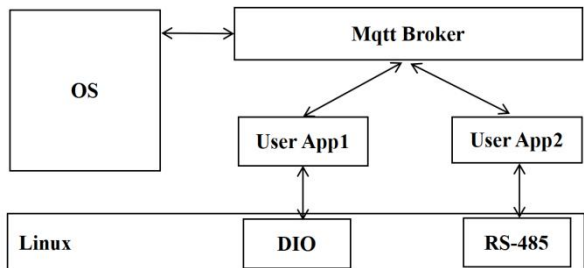 Mqtt Broker
OS
User App1
User App2
Linux
DIO
RS-485